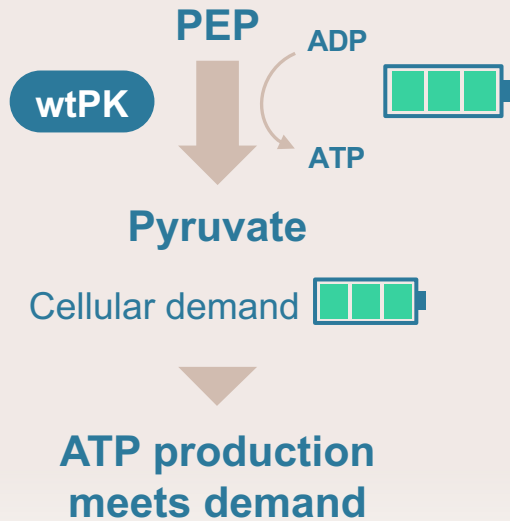 PEP
ADP
wtPK
ATP
Pyruvate
Cellular demand
ATP production
meets demand